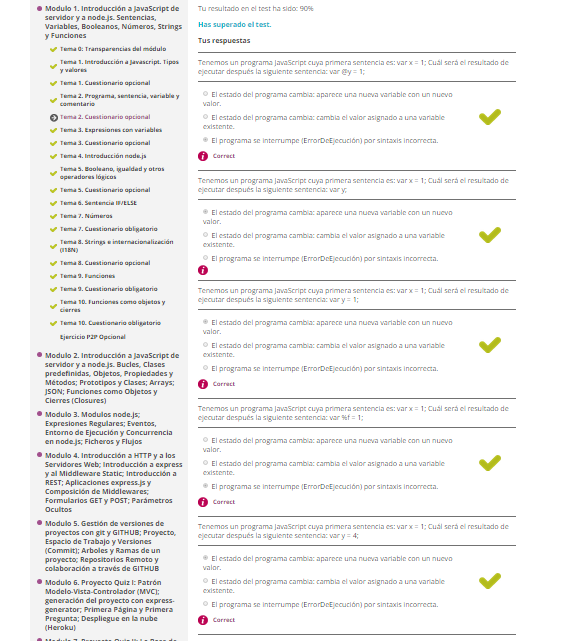 Modulo 1. Introducción a JavaScript de
servidor y a node.js. Sentencias,
Variables, Booleanos, Números, Strings
y Funciones
Tema 0: Transparencias del módulo
Tema 1. Introducción a Javascript. Tipos
y valores
Tema 1. Cuestionario opcional
Tema 2. Programa, sentencia, variable y
comentario
Tema 2. Cuestionario opcional
Tema 3. Expresiones con variables
Tema 3. Cuestionario opcional
Tema 4. Introducción node.js
Tema 5. Booleano, igualdad y otros
operadores lógicos
Tema 5. Cuestionario opcional
Tema 6. Sentencia IF/ELSE
Tema 7. Números
Tema 7. Cuestionario obligatorio
Tema 8. Strings e internacionalización
(I18N)
Tema 8. Cuestionario opcional
Tema 9. Funciones
Tema 9. Cuestionario obligatorio
Tema 10. Funciones como objetos y
cierres
Tema 10. Cuestionario obligatorio
Ejercicio P2P Opcional
Modulo 2. Introducción a JavaScript de
servidor y a node.js. Bucles, Clases
predefinidas, Objetos, Propiedades y
Métodos; Prototipos y Clases; Arrays;
JSON; Funciones como Objetos y
Cierres (Closures)
Modulo 3. Modulos node.js;
Expresiones Regulares; Eventos,
Entorno de Ejecución y Concurrencia
en node.js; Ficheros y Flujos
Modulo 4. Introducción a HTTP y a los
Servidores Web; Introducción a express
y al Middleware Static; Introducción a
REST; Aplicaciones express.js y
Composición de Middlewares;
Formularios GET y POST; Parámetros
Ocultos
Modulo 5. Gestión de versiones de
proyectos con git y GITHUB; Proyecto,
Espacio de Trabajo y Versiones
(Commit); Arboles y Ramas de un
proyecto; Repositorios Remoto y
colaboración a través de GITHUB
Modulo 6. Proyecto Quiz I: Patrón
Modelo-Vista-Controlador (MVC);
generación del proyecto con express-
generator; Primera Página y Primera
Pregunta; Despliegue en la nube
(Heroku)
Tu resultado en el test ha sido: 90%
Has superado el test.
Tus respuestas
Tenemos un programa JavaScript cuya primera sentencia es: var x = 1; Cuál será el resultado de
ejecutar después la siguiente sentencia: var @y = 1;
El estado del programa cambia: aparece una nueva variable con un nuevo
valor.
El estado del programa cambia: cambia el valor asignado a una variable
existente.
El programa se interrumpe (ErrorDeEjecución) por sintaxis incorrecta.
Correct
Tenemos un programa JavaScript cuya primera sentencia es: var x = 1; Cuál será el resultado de
ejecutar después la siguiente sentencia: var y;
El estado del programa cambia: aparece una nueva variable con un nuevo
valor.
El estado del programa cambia: cambia el valor asignado a una variable
existente.
El programa se interrumpe (ErrorDeEjecución) por sintaxis incorrecta.
Tenemos un programa JavaScript cuya primera sentencia es: var x = 1; Cuál será el resultado de
ejecutar después la siguiente sentencia: var y = 1;
El estado del programa cambia: aparece una nueva variable con un nuevo
valor.
El estado del programa cambia: cambia el valor asignado a una variable
existente.
El programa se interrumpe (ErrorDeEjecución) por sintaxis incorrecta.
Correct
Tenemos un programa JavaScript cuya primera sentencia es: var x = 1; Cuál será el resultado de
ejecutar después la siguiente sentencia: var %f = 1;
El estado del programa cambia: aparece una nueva variable con un nuevo
valor.
El estado del programa cambia: cambia el valor asignado a una variable
existente.
El programa se interrumpe (ErrorDeEjecución) por sintaxis incorrecta.
Correct
Tenemos un programa JavaScript cuya primera sentencia es: var x = 1; Cuál será el resultado de
ejecutar después la siguiente sentencia: var y = 4;
El estado del programa cambia: aparece una nueva variable con un nuevo
valor.
El estado del programa cambia: cambia el valor asignado a una variable
existente.
El programa se interrumpe (ErrorDeEjecución) por sintaxis incorrecta.
Correct